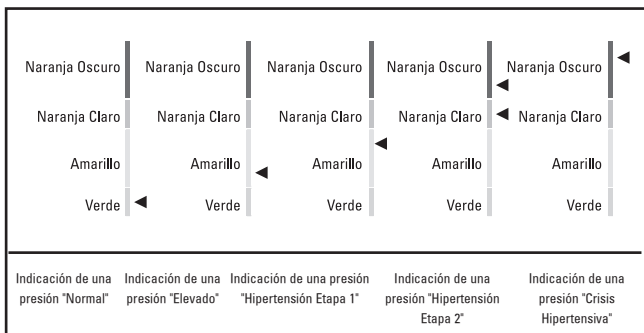 Naranja Oscuro Naranja Oscuro Naranja Oscuro Naranja Oscuro Naranja Oscuro
Naranja Claro Naranja Claro Naranja Claro Naranja Claro Naranja Claro
Amarillo Amarillo Amarillo Amarillo Amarillo
Verde Verde Verde Verde Verde
Indicación de una
presión "Normal"
Indicación de una
presión "Elevado"
Indicación de una presión
"Hipertensión Etapa 1"
Indicación de una
presión "Hipertensión
Etapa 2"
Indicación de una
presión "Crisis
Hipertensiva"